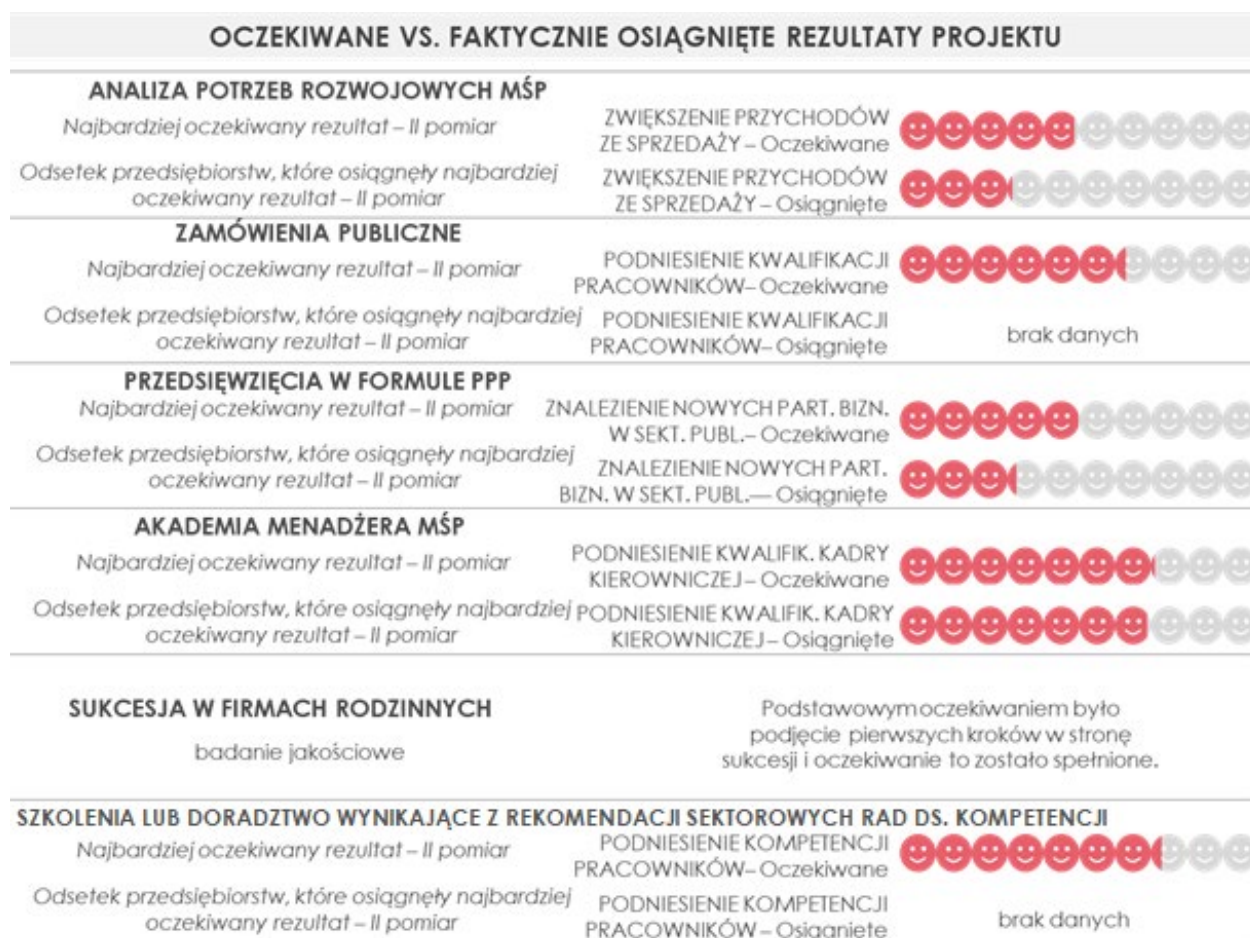 OCZEKIWANE VS. FAKTYCZNIE OSIĄGNIĘTE REZULTATY PROJEKTU
ANALIZA POTRZEB ROZWOJOWYCH MŚP
Najbardziej oczekiwany rezultat – II pomiar
ZWIĘKSZENIE PRZYCHODÓW
ZE SPRZEDAŻY – Oczekiwane
Odsetek przedsiębiorstw, które osiągnęły najbardziej
oczekiwany rezultat – II pomiar
ZWIĘKSZENIE PRZYCHODÓW
ZE SPRZEDAŻY – Osiągnięte
ZAMÓWIENIA PUBLICZNE
Najbardziej oczekiwany rezultat – II pomiar
PODNIESIENIE KWALIFIKACJI
PRACOWNIKÓW– Oczekiwane
Odsetek przedsiębiorstw, które osiągnęły najbardziej
oczekiwany rezultat – II pomiar
PODNIESIENIE KWALIFIKACJI
PRACOWNIKÓW– Osiągnięte
brak danych
PRZEDSIĘWZIĘCIA W FORMULE PPP
Najbardziej oczekiwany rezultat – II pomiar
ZNALEZIENIE NOWYCH PART. BIZN.
W SEKT. PUBL.– Oczekiwane
Odsetek przedsiębiorstw, które osiągnęły najbardziej
oczekiwany rezultat – II pomiar
ZNALEZIENIE NOWYCH PART.
BIZN. W SEKT. PUBL.— Osiągnięte
AKADEMIA MENADŻERA MŚP
Najbardziej oczekiwany rezultat – II pomiar
PODNIESIENIE KWALIFIK. KADRY
KIEROWNICZEJ – Oczekiwane
Odsetek przedsiębiorstw, które osiągnęły najbardziej
oczekiwany rezultat – II pomiar
PODNIESIENIE KWALIFIK. KADRY
KIEROWNICZEJ – Osiągnięte
SUKCESJA W FIRMACH RODZINNYCH
badanie jakościowe
Podstawowym oczekiwaniem było
podjęcie pierwszych kroków w stronę
sukcesji i oczekiwanie to zostało spełnione.
SZKOLENIA LUB DORADZTWO WYNIKAJĄCE Z REKOMENDACJI SEKTOROWYCH RAD DS. KOMPETENCJI
Najbardziej oczekiwany rezultat – II pomiar
PODNIESIENIE KOMPETENCJI
PRACOWNIKÓW– Oczekiwane
Odsetek przedsiębiorstw, które osiągnęły najbardziej
oczekiwany rezultat – II pomiar
PODNIESIENIE KOMPETENCJI
PRACOWNIKÓW – Osiągnięte
brak danych